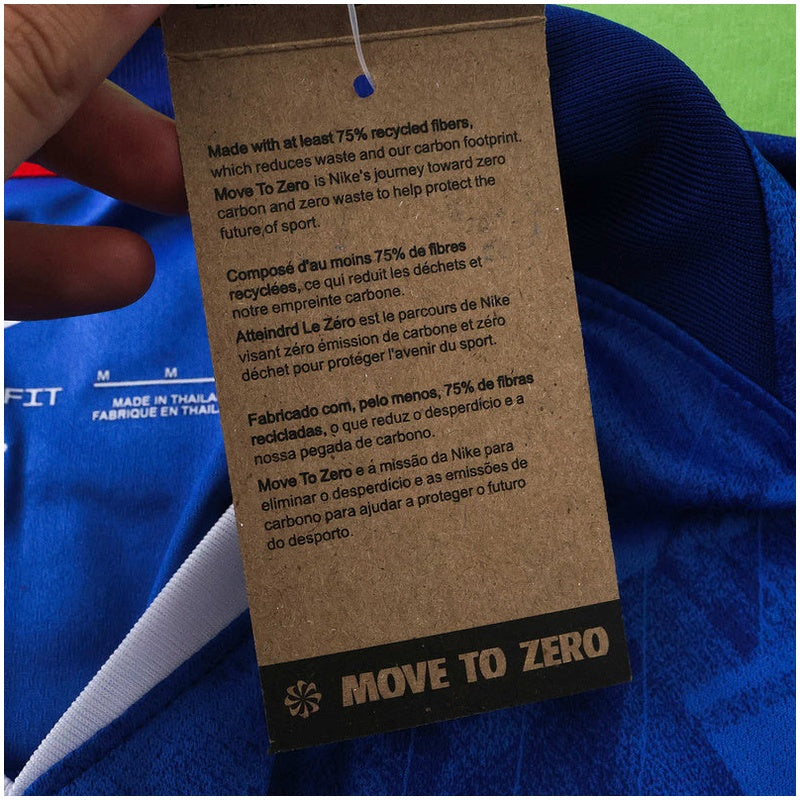 Made with at least 75% recycled fibers,
which reduces waste and our carbon footprint.
Move To Zero is Nike's journey toward zero
carbon and zero waste to help protect the
future of sport.
Composé d'au moins 75% de fibres
recyclées, ce qui reduit les déchets et
notre empreinte carbone.
Atteindrd Le Zéro est le parcours de Nike
visant zéro émission de carbone et zéro
déchet pour protéger l'avenir du sport.
Fabricado com, pelo menos, 75% de fibras
recicladas, o que reduz o desperdício e a
nossa pegada de carbono.
Move To Zero e a missão da Nike para
eliminar o desperdício e as emissões de
carbono para ajudar a proteger o futuro
do desporto.
MOVE TO ZERO
FIT
M M
MADE IN THAILA
FABRIQUE EN THAIL